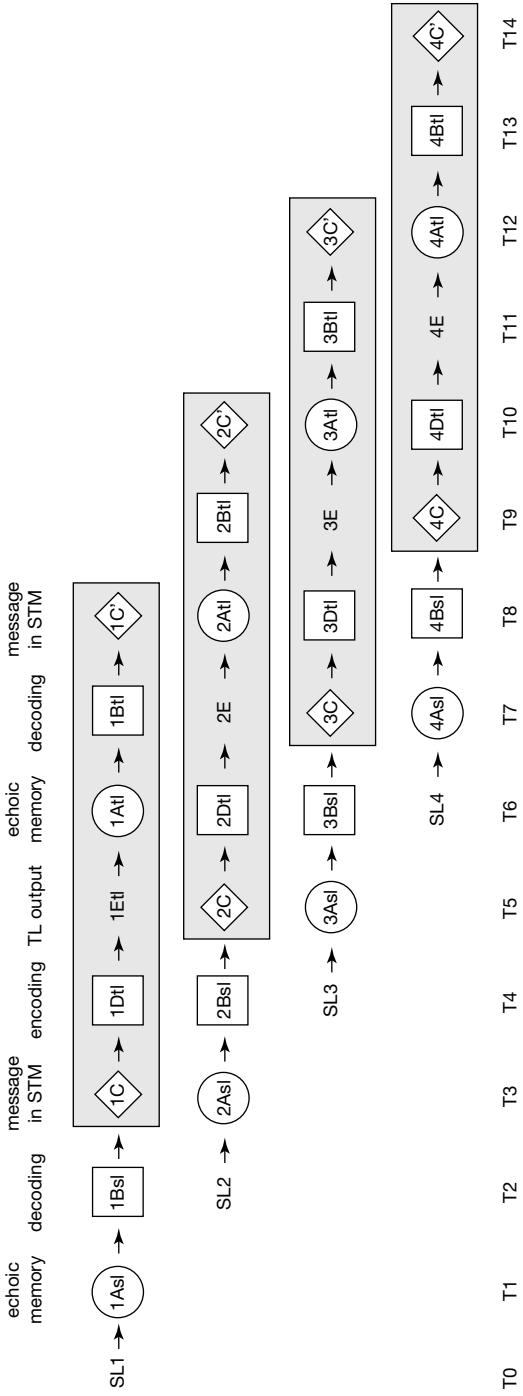 echoic memory
decoding
message in STM
encoding
TL output
echoic memory
decoding
message in STM
SL1 1Asl 1Bsl 1C 1Dtl 1Etl 1Atl 1Btl 1C'
SL2 2Asl 2Bsl 2C 2Dtl 2E 2Atl 2Btl 2C'
SL3 3Asl 3Bsl 3C 3Dtl 3E 3Atl 3Btl 3C'
SL4 4Asl 4Bsl 4C 4Dtl 4E 4Atl 4Btl 4C'
T0 T1 T2 T3 T4 T5 T6 T7 T8 T9 T10 T11 T12 T13 T14